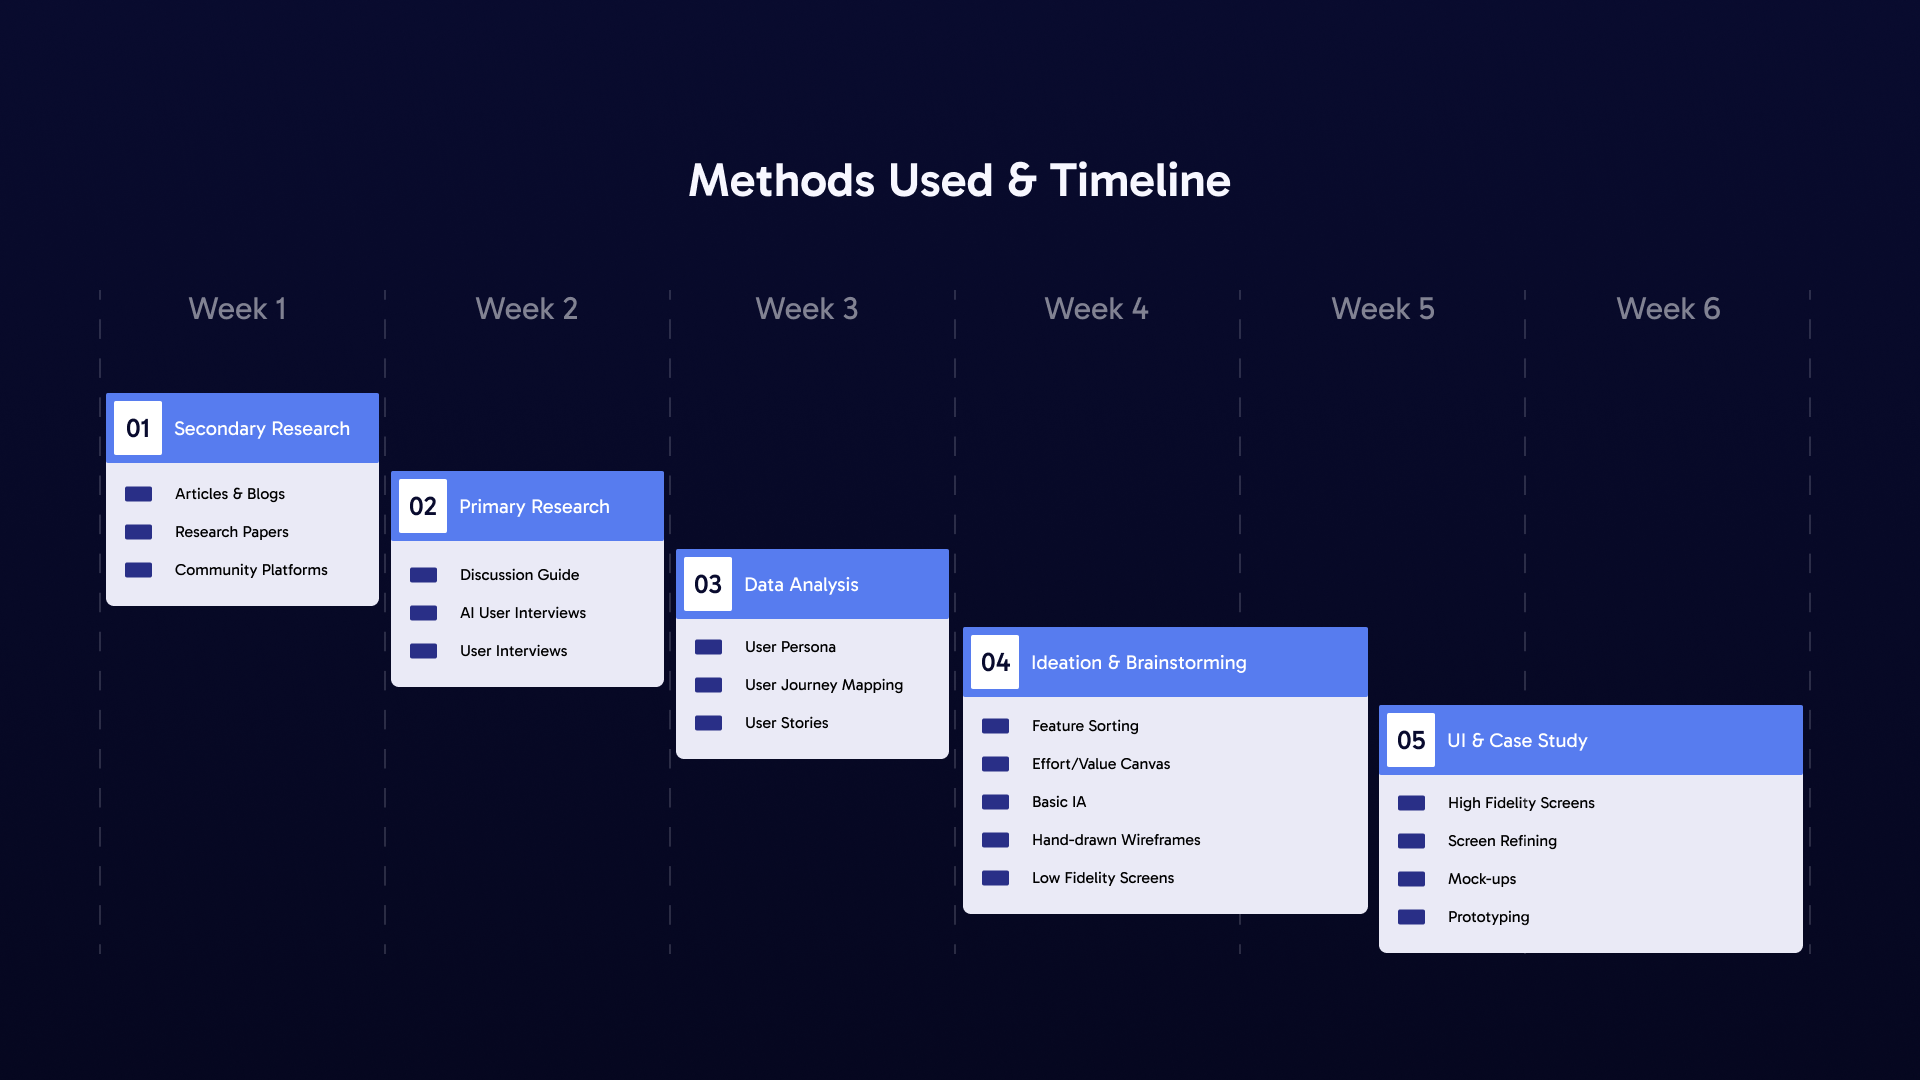 Methods Used & Timeline
Week 1
Week 2
Week 3
Week 4
Week 5
Week 6
01 Secondary Research
Articles & Blogs
Research Papers
Community Platforms
02 Primary Research
Discussion Guide
AI User Interviews
User Interviews
03 Data Analysis
User Persona
User Journey Mapping
User Stories
04 Ideation & Brainstorming
Feature Sorting
Effort/Value Canvas
Basic IA
Hand-drawn Wireframes
Low Fidelity Screens
05 UI & Case Study
High Fidelity Screens
Screen Refining
Mock-ups
Prototyping